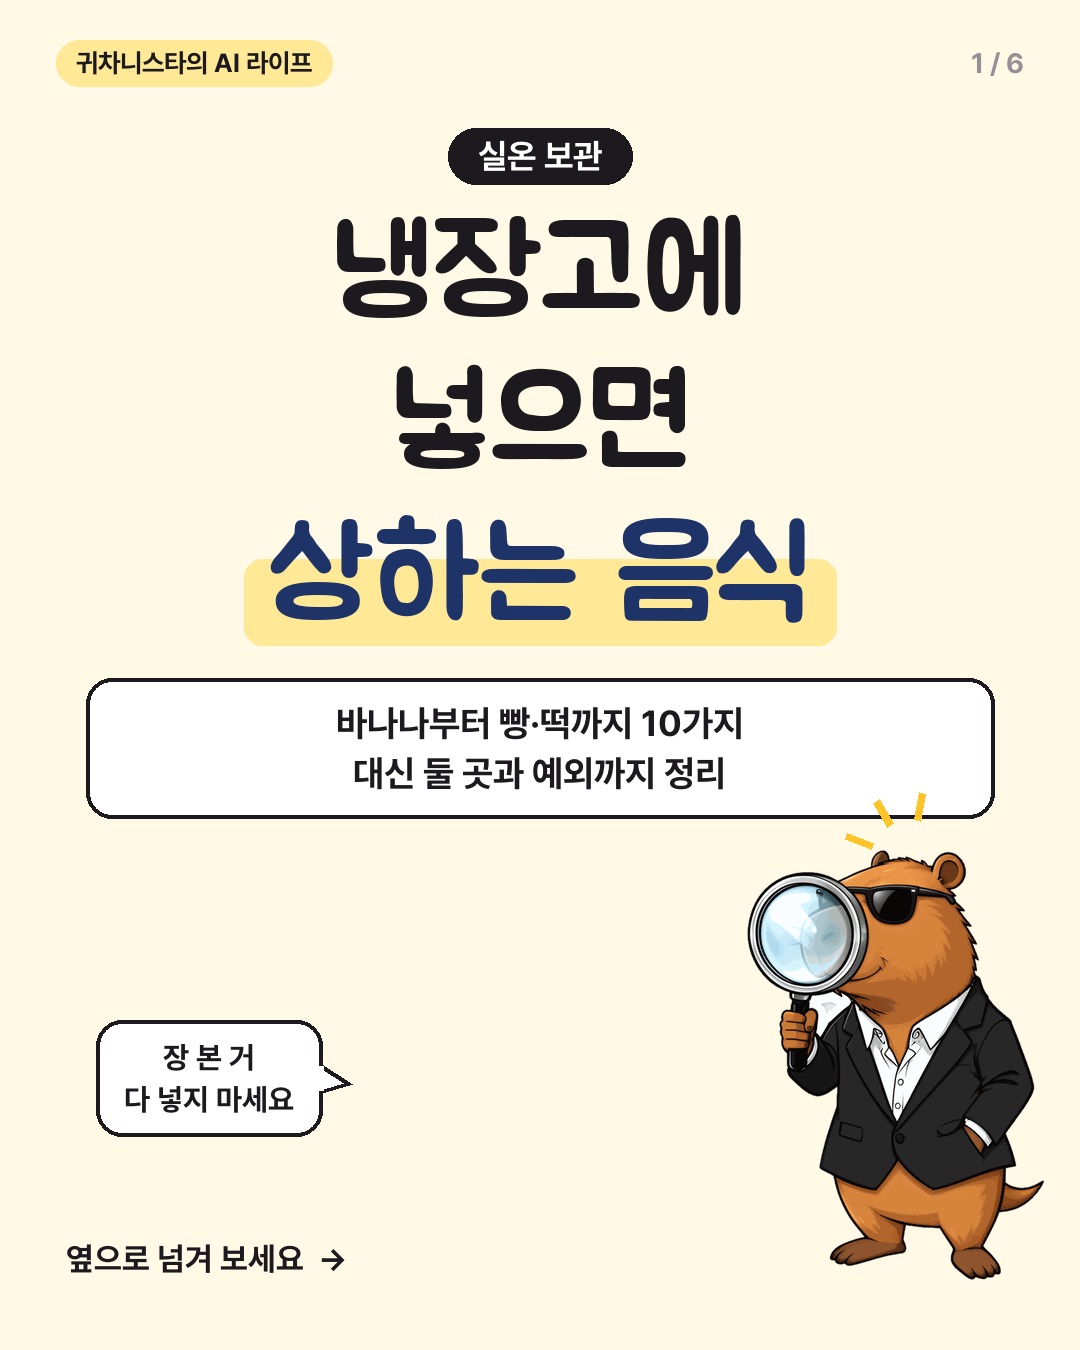 귀차니스타의 AI 라이프
1 / 6
실온 보관
냉장고에
넣으면
상하는 음식
바나나부터 빵·떡까지 10가지
대신 둘 곳과 예외까지 정리
장 본 거
다 넣지 마세요
옆으로 넘겨 보세요 →